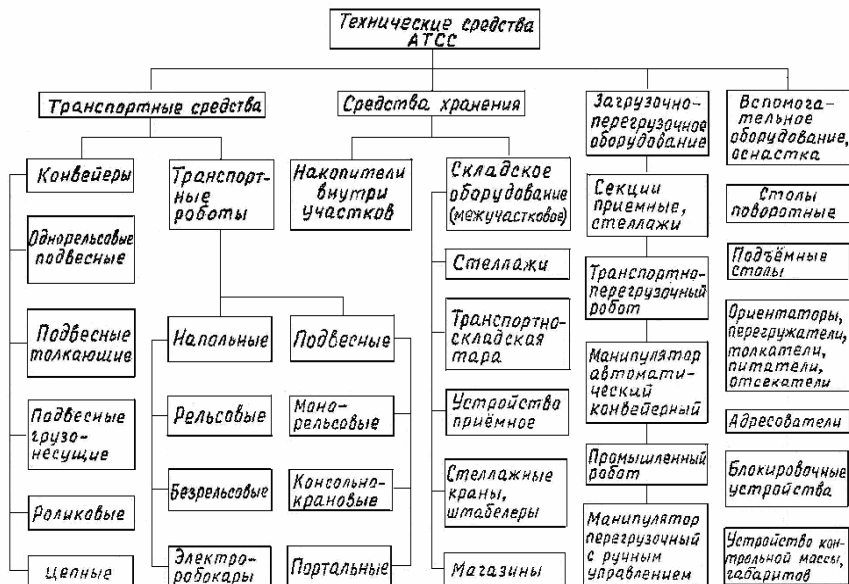 Технические средства
АТСС
Транспортные средства
Средства хранения
Загрузочно-
перегрузочное
оборудование
Вспомога-
тельное
оборудование,
оснастка
Конвейеры
Транспорт-
ные
роботы
Накопители
внутри
участков
Складское
оборудование
(межучастковое)
Секции
приемные,
стеллажи
Столы
поворотные
Однорельсовые
подвесные
Стеллажи
Транспортно-
перегрузочный
робот
Подъёмные
столы
Подвесные
толкающие
Напольные
Подвесные
Транспортно-
складская
тара
Манипулятор
автомати-
ческий
конвейерный
Ориентаторы,
перегружатели,
толкатели,
питатели,
отсекатели
Подвесные
грузо-
несущие
Рельсовые
Моно-
рельсовые
Устройство
приёмное
Промышленный
робот
Адресователи
Роликовые
Безрельсовые
Консольно-
крановые
Стеллажные
краны,
штабелеры
Манипулятор
перегрузочный
с ручным
управлением
Блокировочные
устройства
Цепные
Электро-
робокары
Портальные
Магазины
Устройство кон-
трольной массы,
габаритов